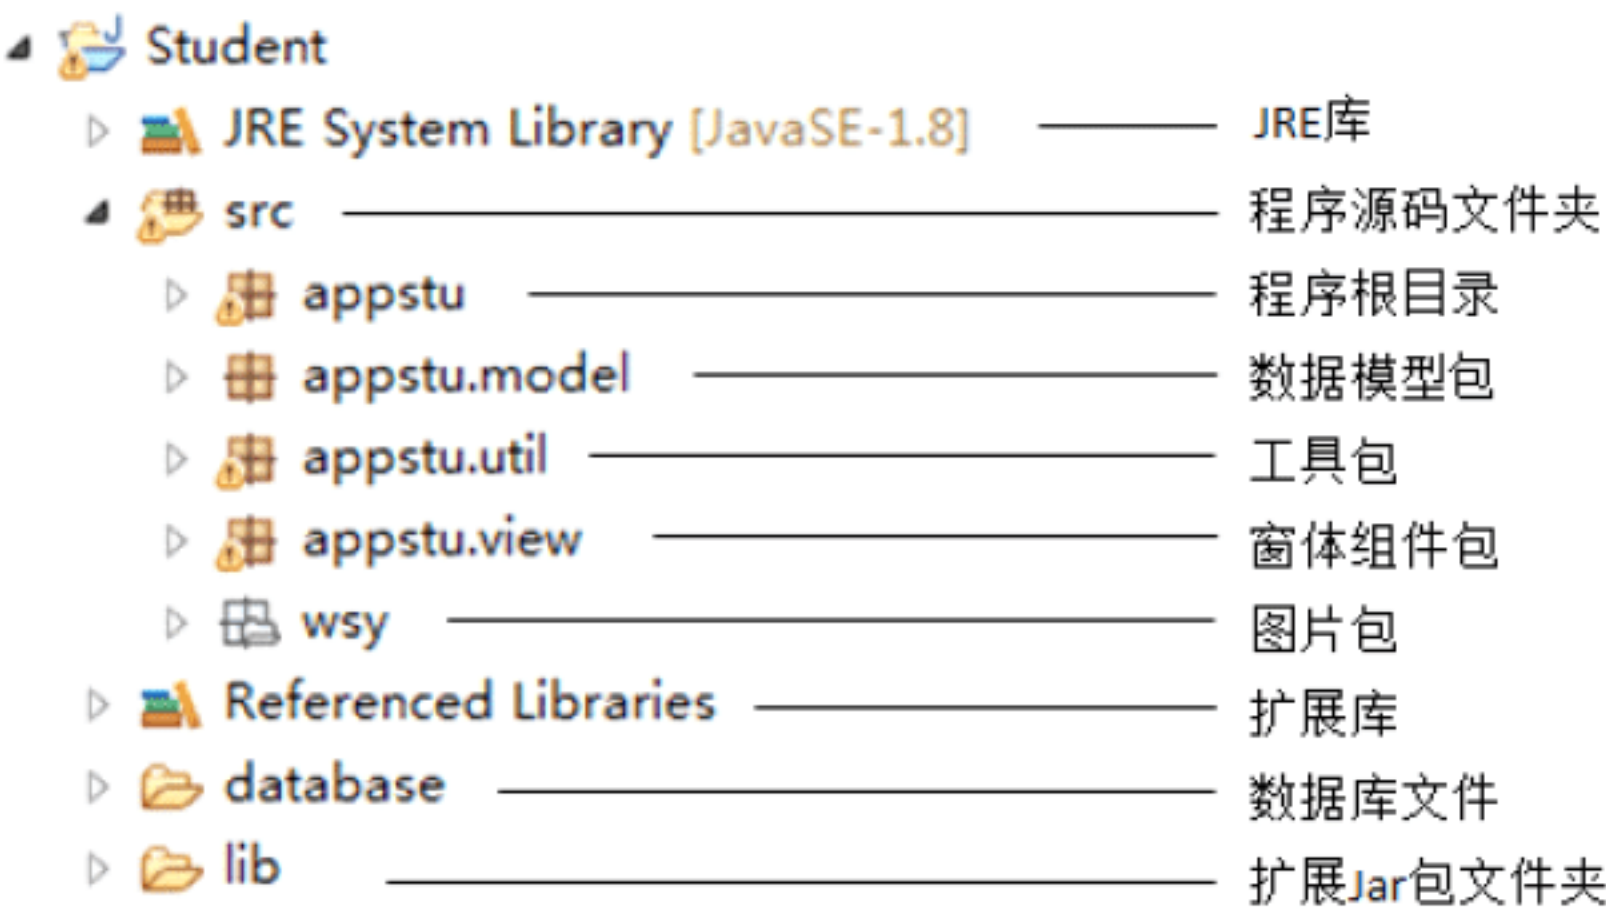 Student
JRE System Library [JavaSE-1.8] JRE库
src 程序源码文件夹
appstu 程序根目录
appstu.model 数据模型包
appstu.util 工具包
appstu.view 窗体组件包
wsy 图片包
Referenced Libraries 扩展库
database 数据库文件
lib 扩展Jar包文件夹